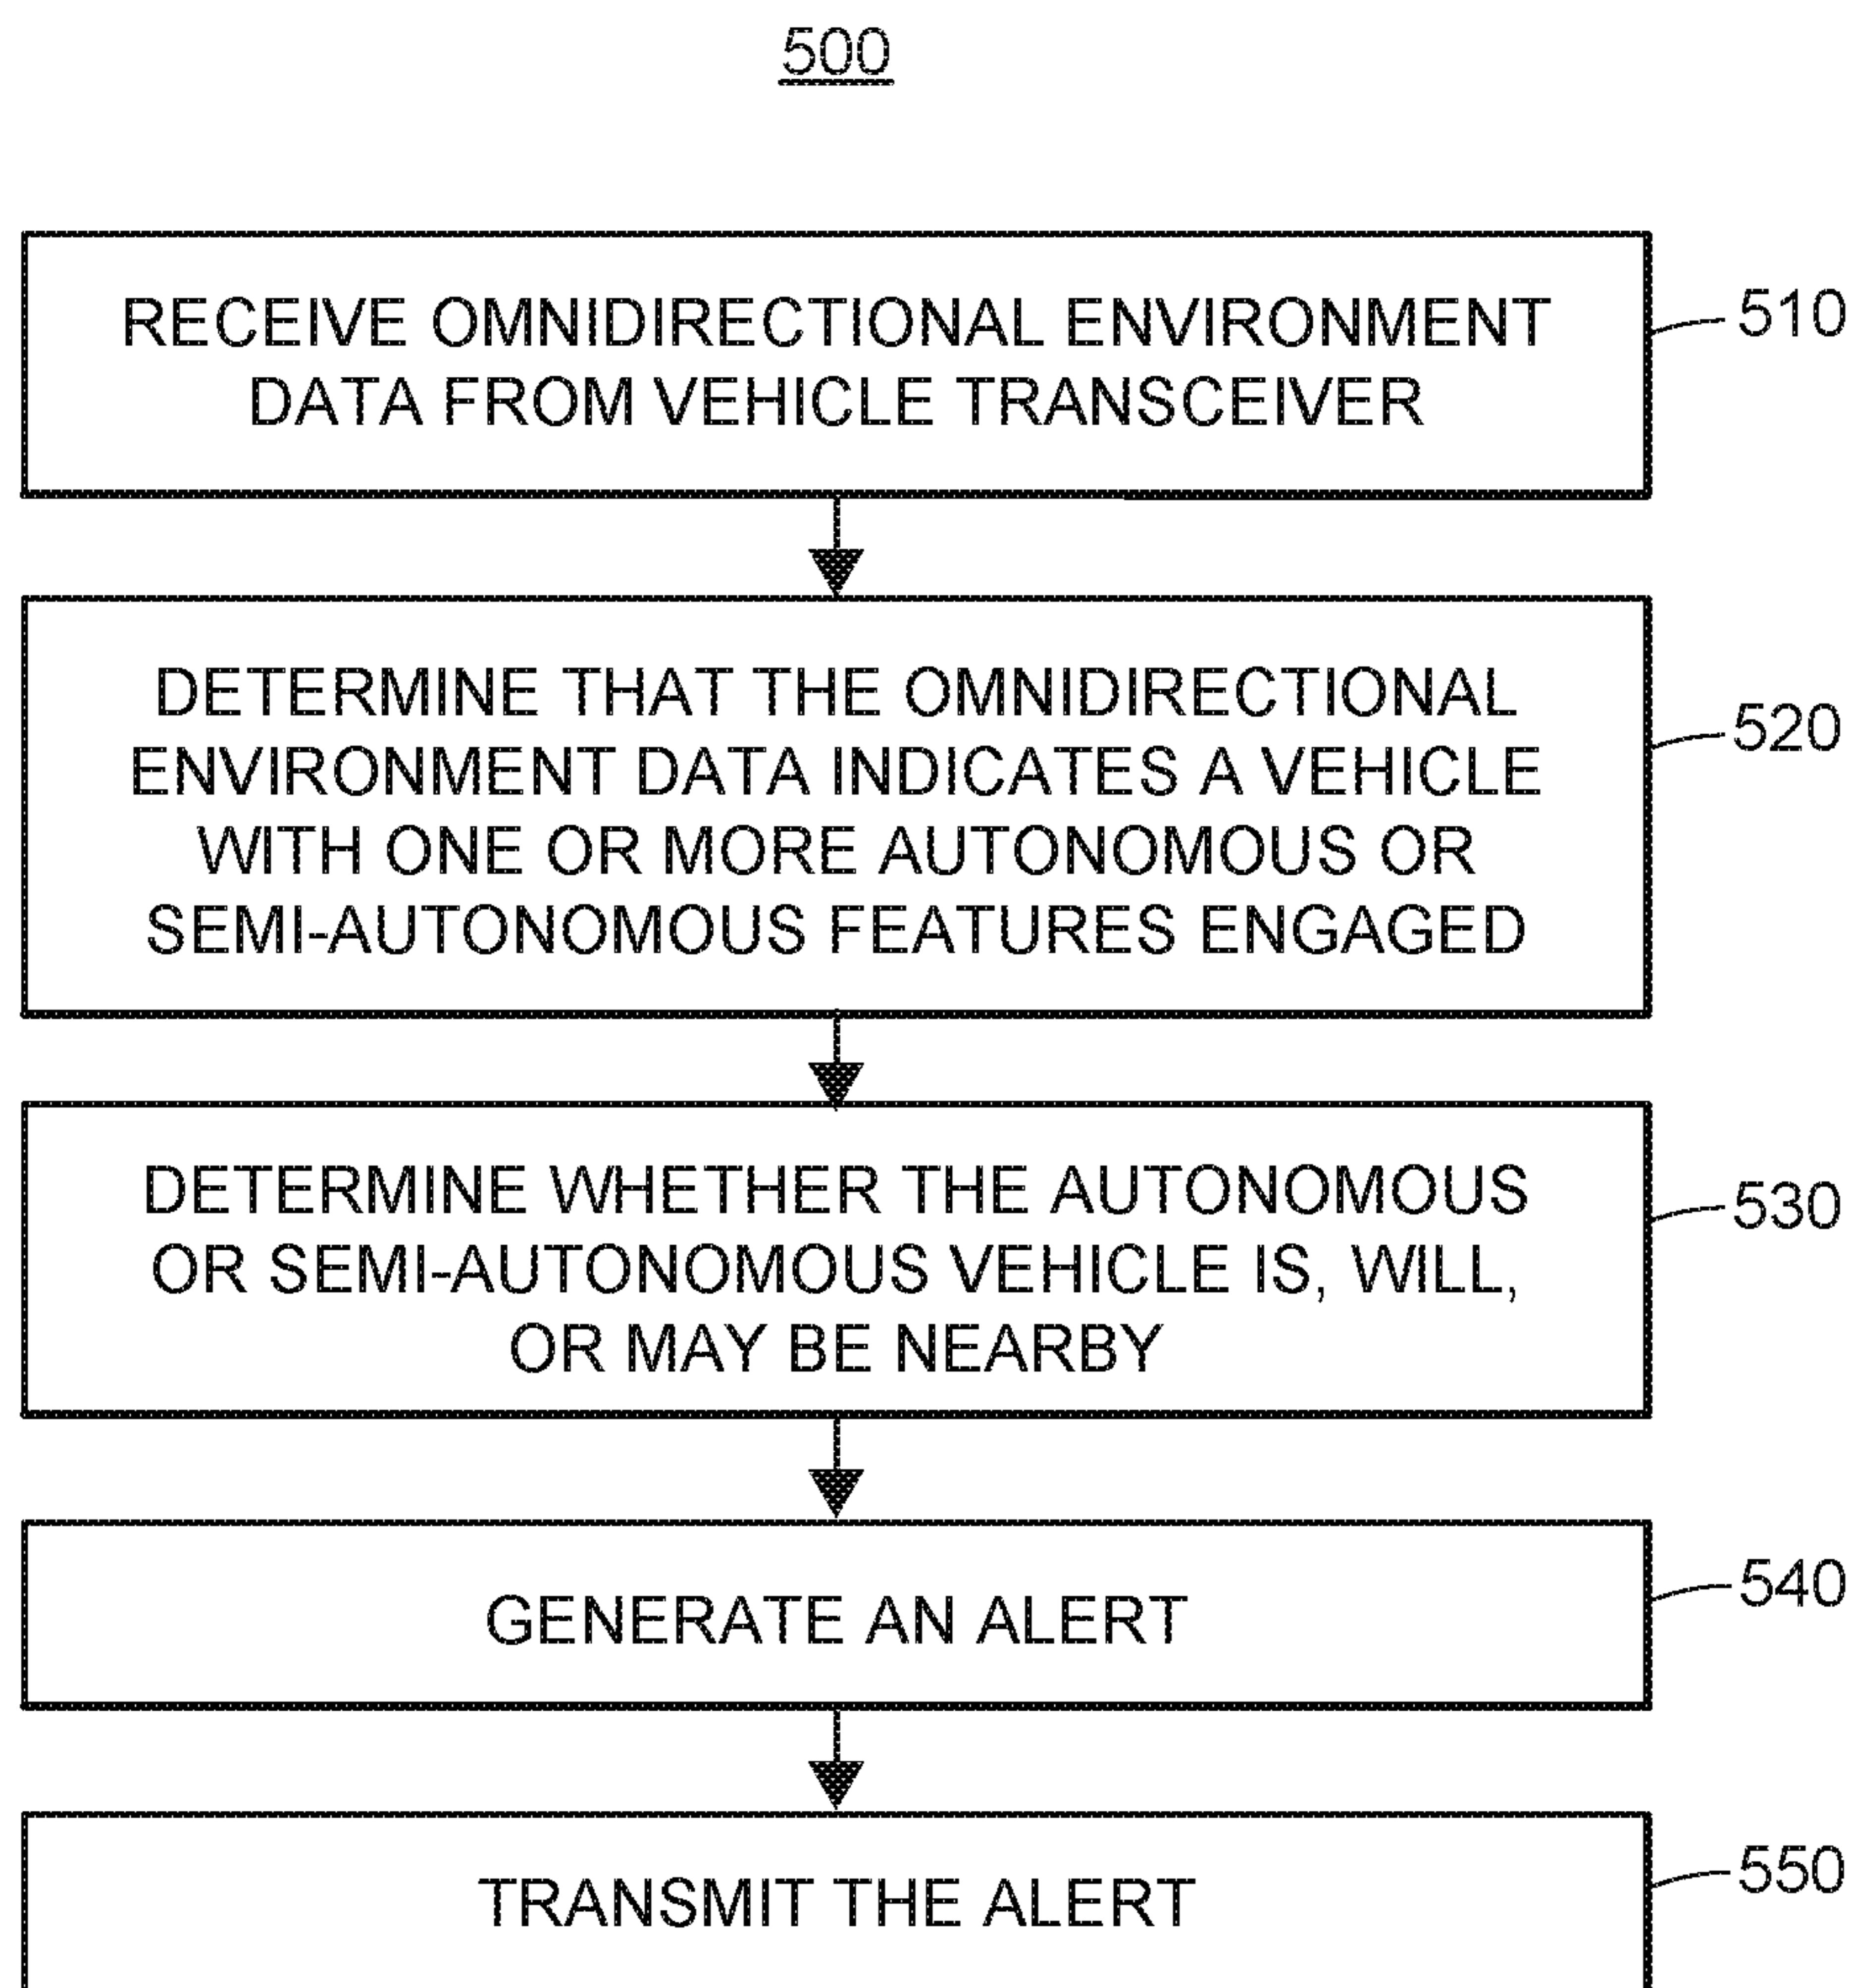 500
RECEIVE OMNIDIRECTIONAL ENVIRONMENT
DATA FROM VEHICLE TRANSCEIVER
510
DETERMINE THAT THE OMNIDIRECTIONAL
ENVIRONMENT DATA INDICATES A VEHICLE
WITH ONE OR MORE AUTONOMOUS OR
SEMI-AUTONOMOUS FEATURES ENGAGED
520
DETERMINE WHETHER THE AUTONOMOUS
OR SEMI-AUTONOMOUS VEHICLE IS, WILL,
OR MAY BE NEARBY
530
GENERATE AN ALERT
540
TRANSMIT THE ALERT
550